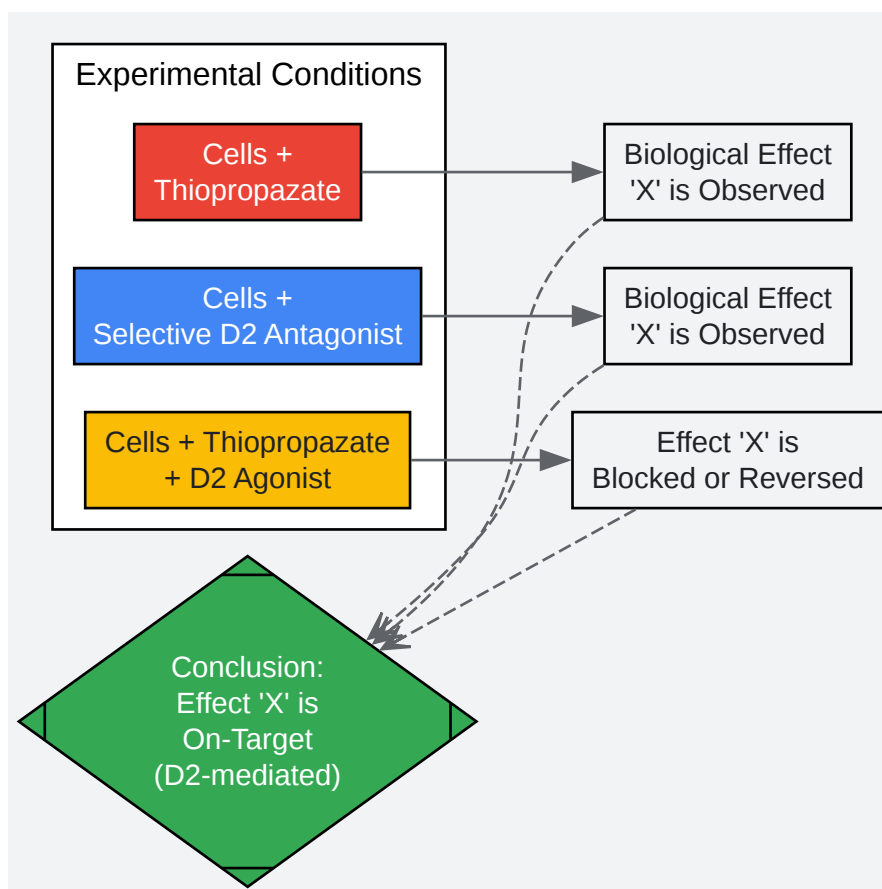 Experimental Conditions
Cells +
Thiopropazate
Biological Effect
'X' is Observed
Cells +
Selective D2 Antagonist
Biological Effect
'X' is Observed
Cells + Thiopropazate
+ D2 Agonist
Effect 'X' is
Blocked or Reversed
Conclusion:
Effect 'X' is
On-Target
(D2-mediated)